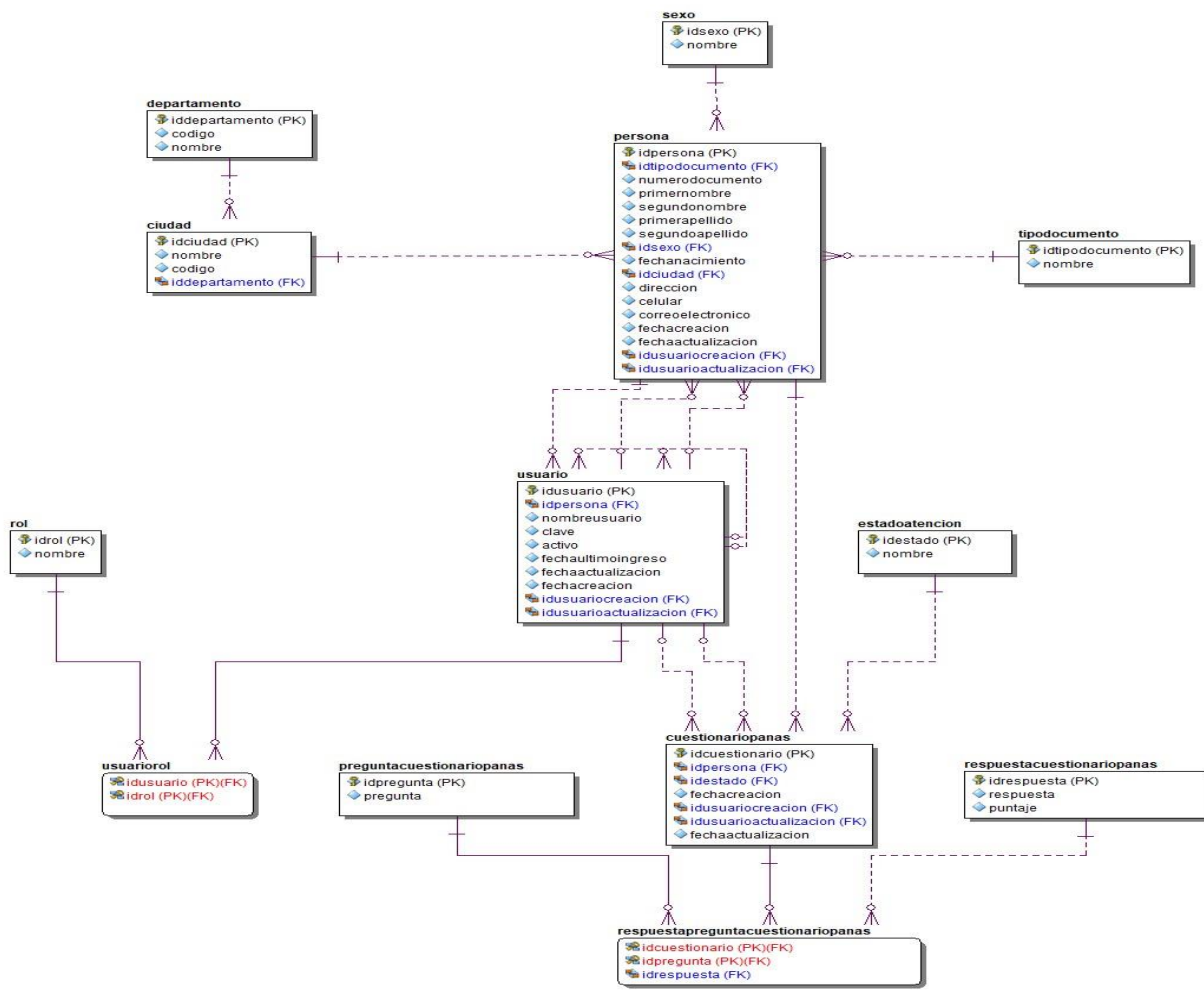 sexo
idsexo (PK)
nombre
departamento
iddepartamento (PK)
codigo
nombre
persona
idpersona (PK)
idtipodocumento (FK)
numerodocumento
primernombre
segundonombre
primerapellido
segundoapellido
idsexo (FK)
fechanacimiento
idciudad (FK)
direccion
celular
correoelectronico
fechacreacion
fechaactualizacion
idusuariocreacion (FK)
idusuarioactualizacion (FK)
ciudad
idciudad (PK)
nombre
codigo
iddepartamento (FK)
tipodocumento
idtipodocumento (PK)
nombre
usuario
idusuario (PK)
idpersona (FK)
nombreusuario
clave
activo
fechaultimoingreso
fechaactualizacion
fechacreacion
idusuariocreacion (FK)
idusuarioactualizacion (FK)
rol
idrol (PK)
nombre
estadoatencion
idestado (PK)
nombre
usuariorol
idusuario (PK)(FK)
idrol (PK)(FK)
preguntacuestionariopanas
idpregunta (PK)
pregunta
cuestionariopanas
idcuestionario (PK)
idpersona (FK)
idestado (FK)
fechacreacion
idusuariocreacion (FK)
idusuarioactualizacion (FK)
fechaactualizacion
respuestacuestionariopanas
idrespuesta (PK)
respuesta
puntaje
respuestapreguntacuestionariopanas
idcuestionario (PK)(FK)
idpregunta (PK)(FK)
idrespuesta (FK)